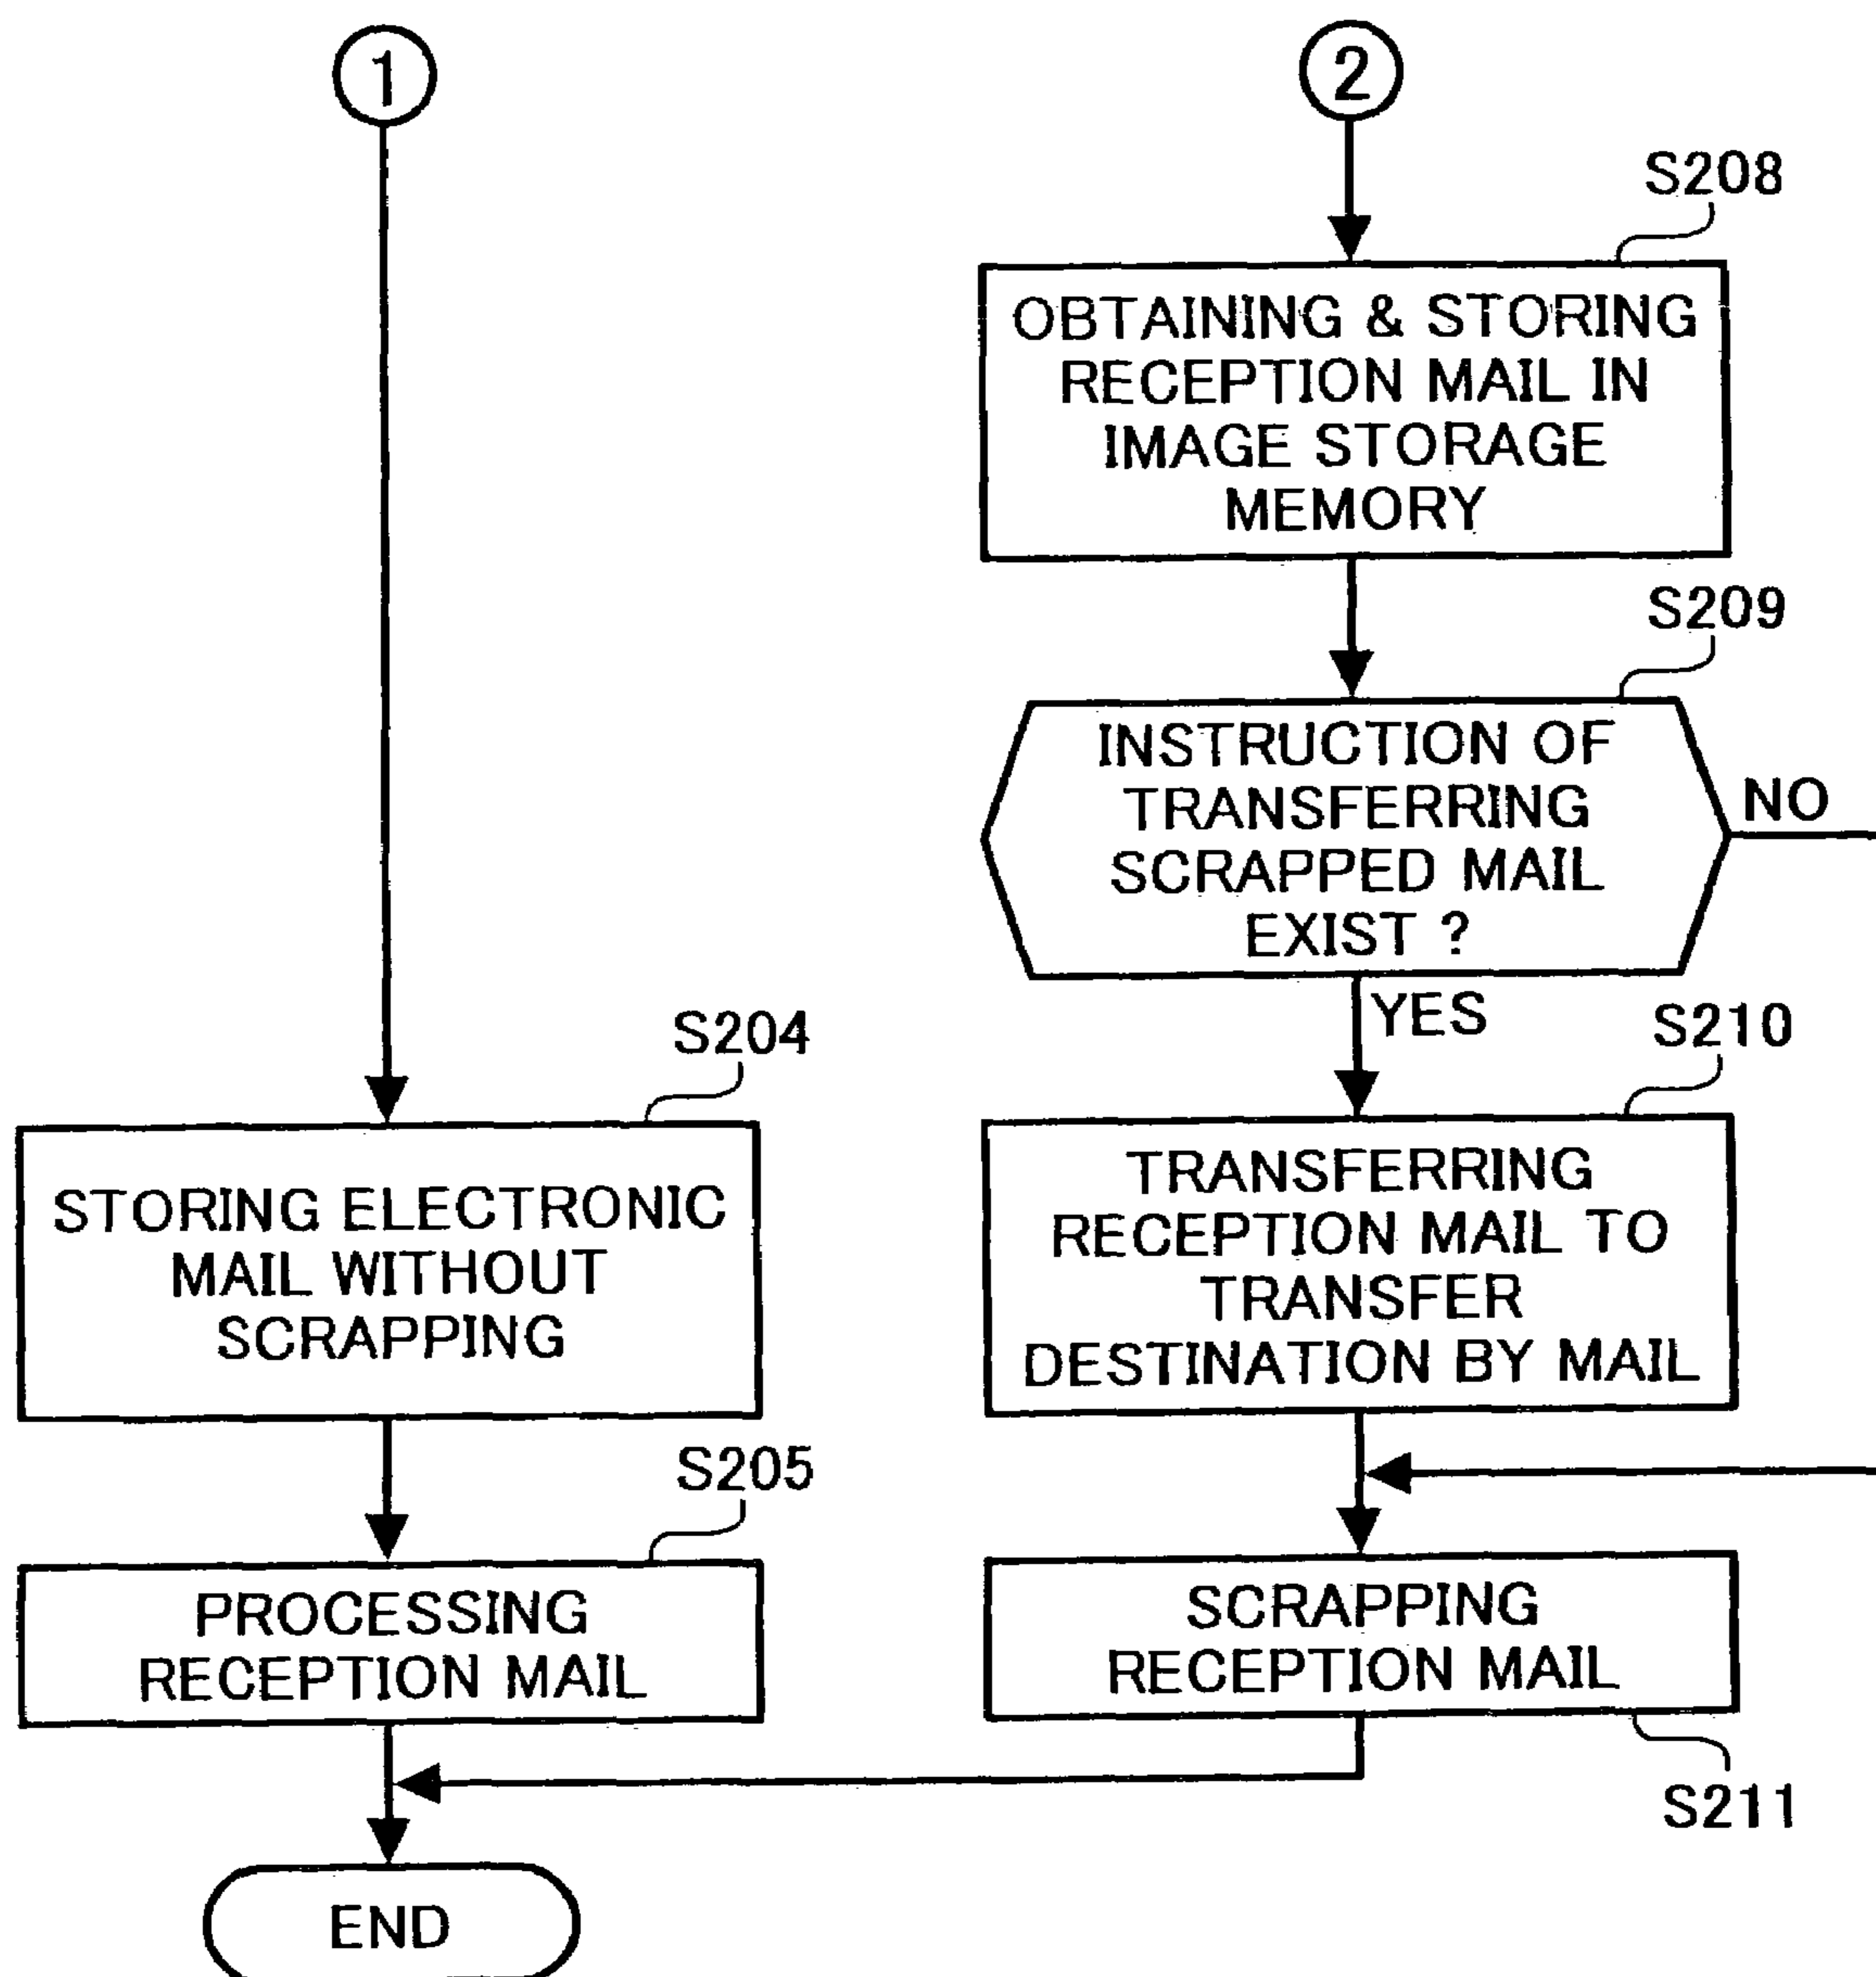 1
STORING ELECTRONIC
MAIL WITHOUT
SCRAPPING
S204
PROCESSING
RECEPTION MAIL
S205
END
2
OBTAINING & STORING
RECEPTION MAIL IN
IMAGE STORAGE
MEMORY
S208
INSTRUCTION OF
TRANSFERRING
SCRAPPED MAIL
EXIST ?
S209
NO
YES
TRANSFERRING
RECEPTION MAIL TO
TRANSFER
DESTINATION BY MAIL
S210
SCRAPPING
RECEPTION MAIL
S211